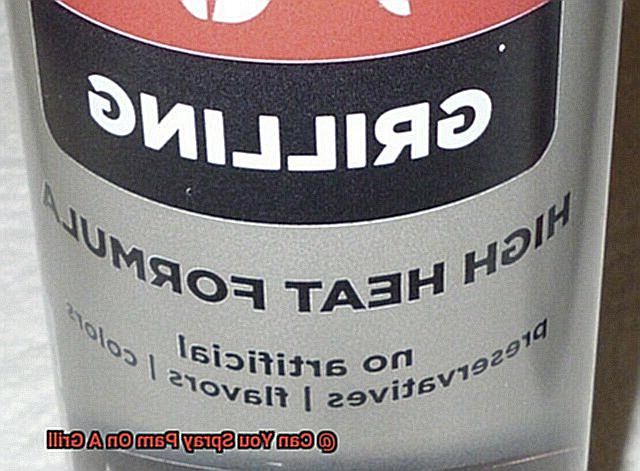 GRILLING
HIGH HEAT FORMULA
no artificial
preservatives | flavors | colors
@ Can You Spray Pam On A Grill